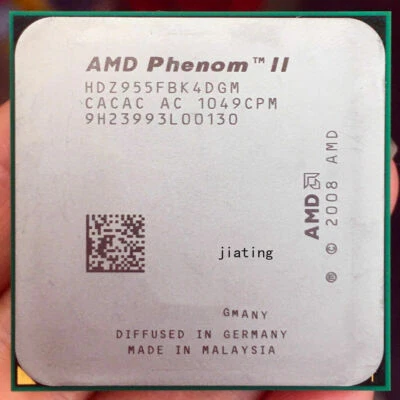 AMD Phenom™ II
HDZ955FBK4DGM
CACAC AC 1049CPM
9H23993L00130
AMD
® © 2008 AMD
jiating
GMANY
DIFFUSED IN GERMANY
MADE IN MALAYSIA